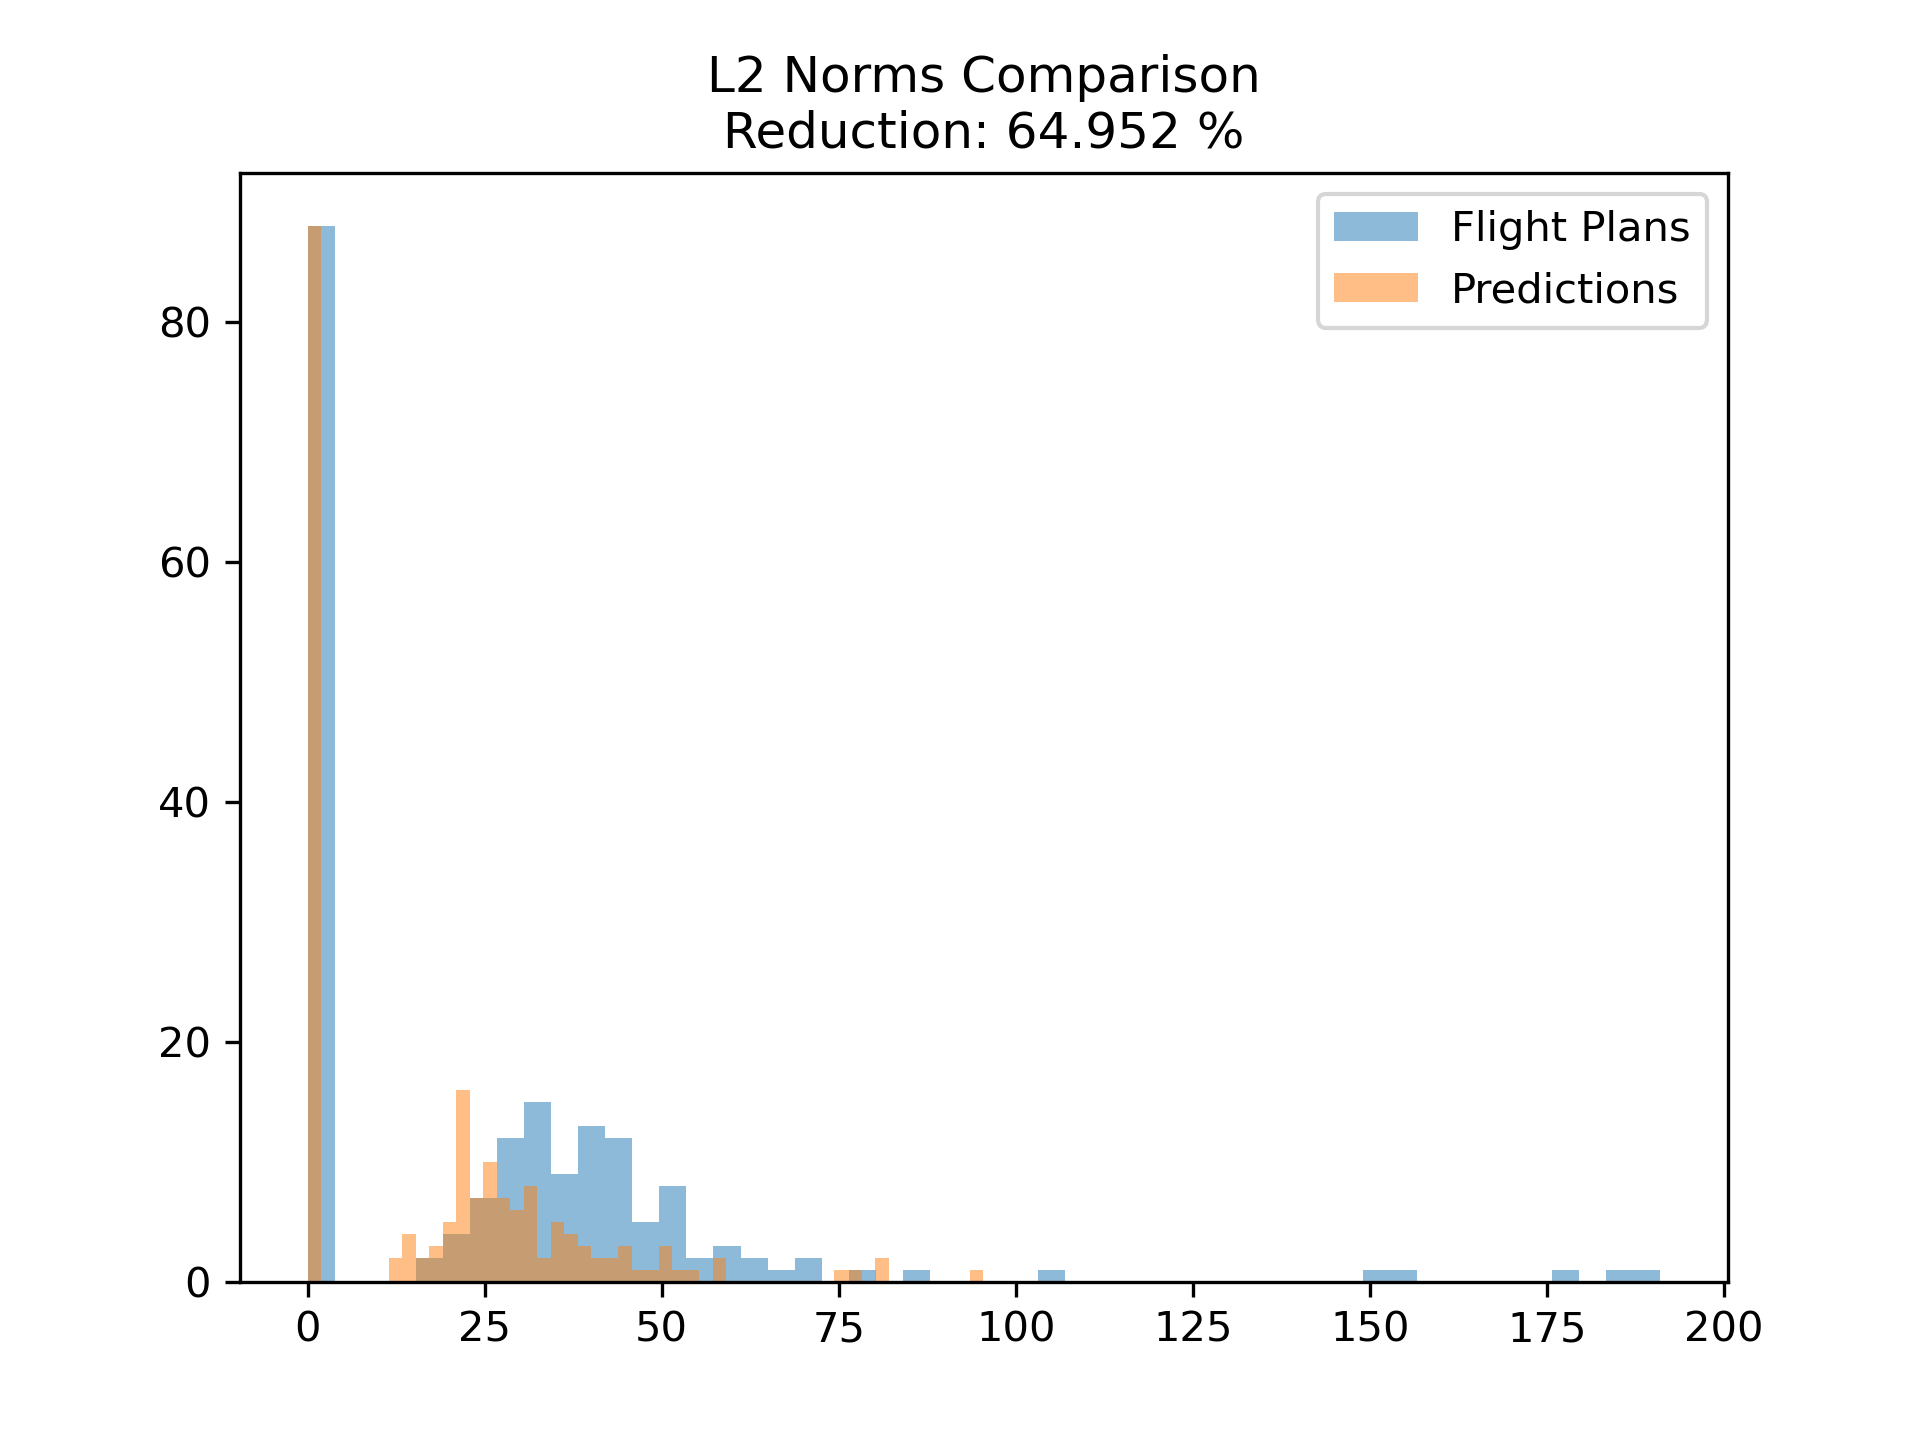 L2 Norms Comparison
Reduction: 64.952 %
Flight Plans
Predictions
80
60
40
20
0
0 25 50 75 100 125 150 175 200